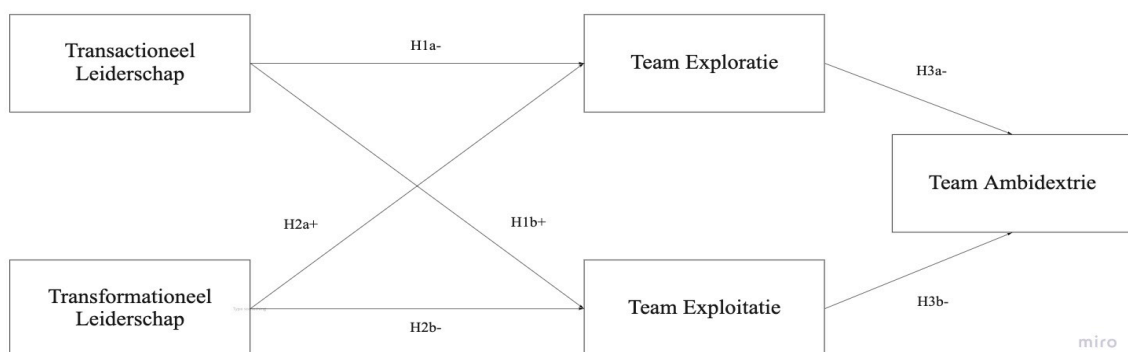 Transactioneel
Leiderschap
H1a-
Team Exploratie
H3a-
Team Ambidextrie
H2a+
H1b+
Transformationeel
Leiderschap
H2b-
Team Exploitatie
H3b-
miro